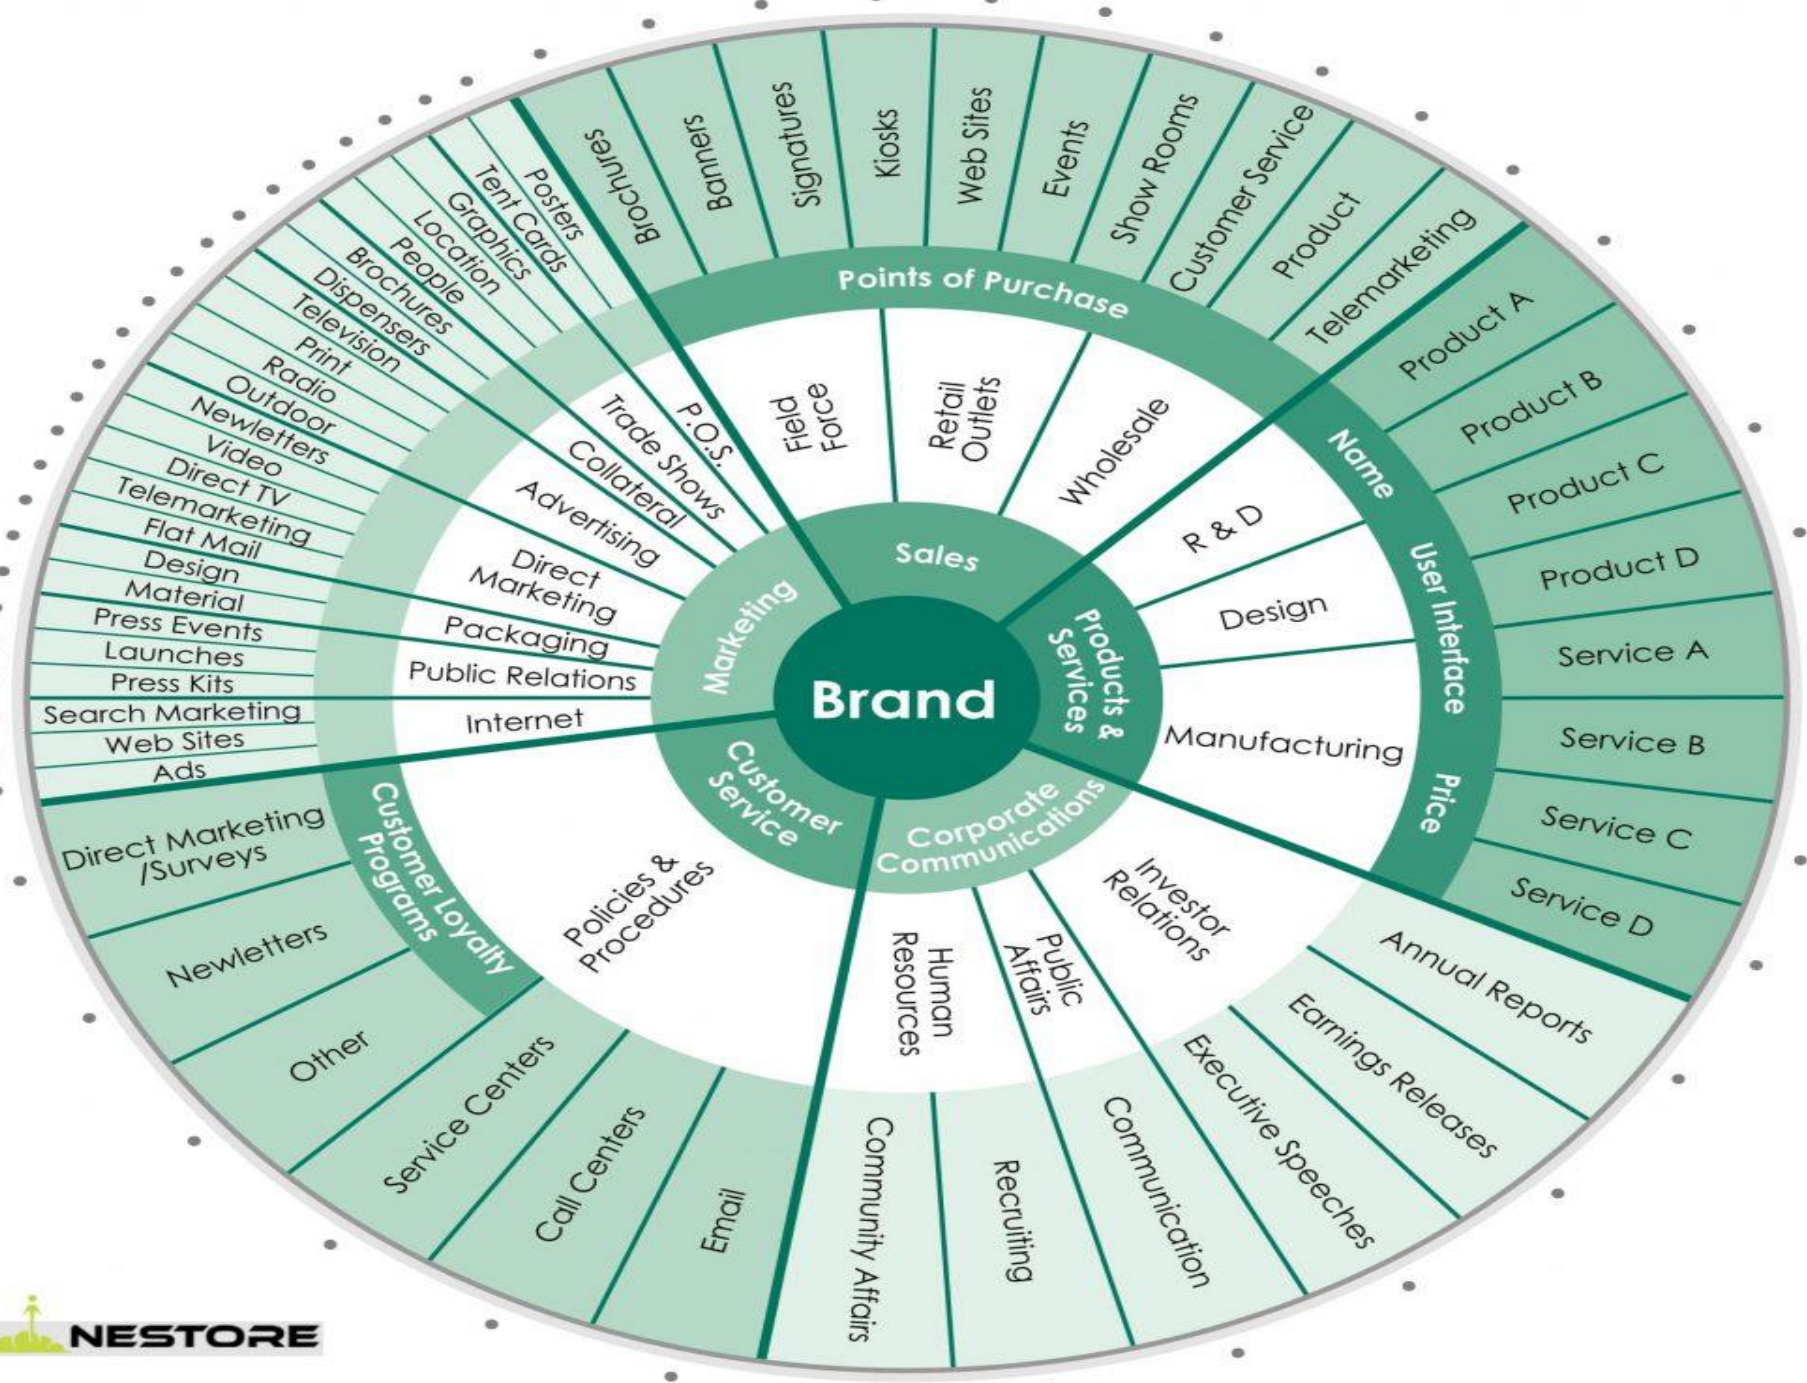 Brand
Sales
Products &
Services
Corporate
Communications
Customer
Service
Marketing
Field
Force
Retail
Outlets
Wholesale
R & D
Design
Manufacturing
Investor
Relations
Public
Affairs
Human
Resources
Policies &
Procedures
Internet
Public Relations
Packaging
Direct
Marketing
Advertising
Collateral
Trade Shows
P.O.S.
Points of Purchase
Name
User Interface
Price
Customer Loyalty
Programs
Brochures
Banners
Signatures
Kiosks
Web Sites
Events
Show Rooms
Customer Service
Product
Telemarketing
Product A
Product B
Product C
Product D
Service A
Service B
Service C
Service D
Annual Reports
Earnings Releases
Executive Speeches
Communication
Recruiting
Community Affairs
Email
Call Centers
Service Centers
Other
Newletters
Direct Marketing
/Surveys
Ads
Web Sites
Search Marketing
Press Kits
Launches
Press Events
Material
Design
Flat Mail
Telemarketing
Direct TV
Video
Newletters
Outdoor
Radio
Print
Television
Dispensers
Brochures
People
Location
Graphics
Tent Cards
Posters
NESTORE